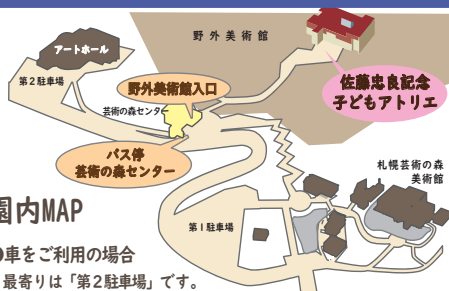 野外美術館
アートホール
第2駐車場
野外美術館入口
芸術の森センター
佐藤忠良記念
子どもアトリエ
バス停
芸術の森センター
札幌芸術の森
美術館
第1駐車場
園内MAP
車をご利用の場合
最寄りは「第2駐車場」です。